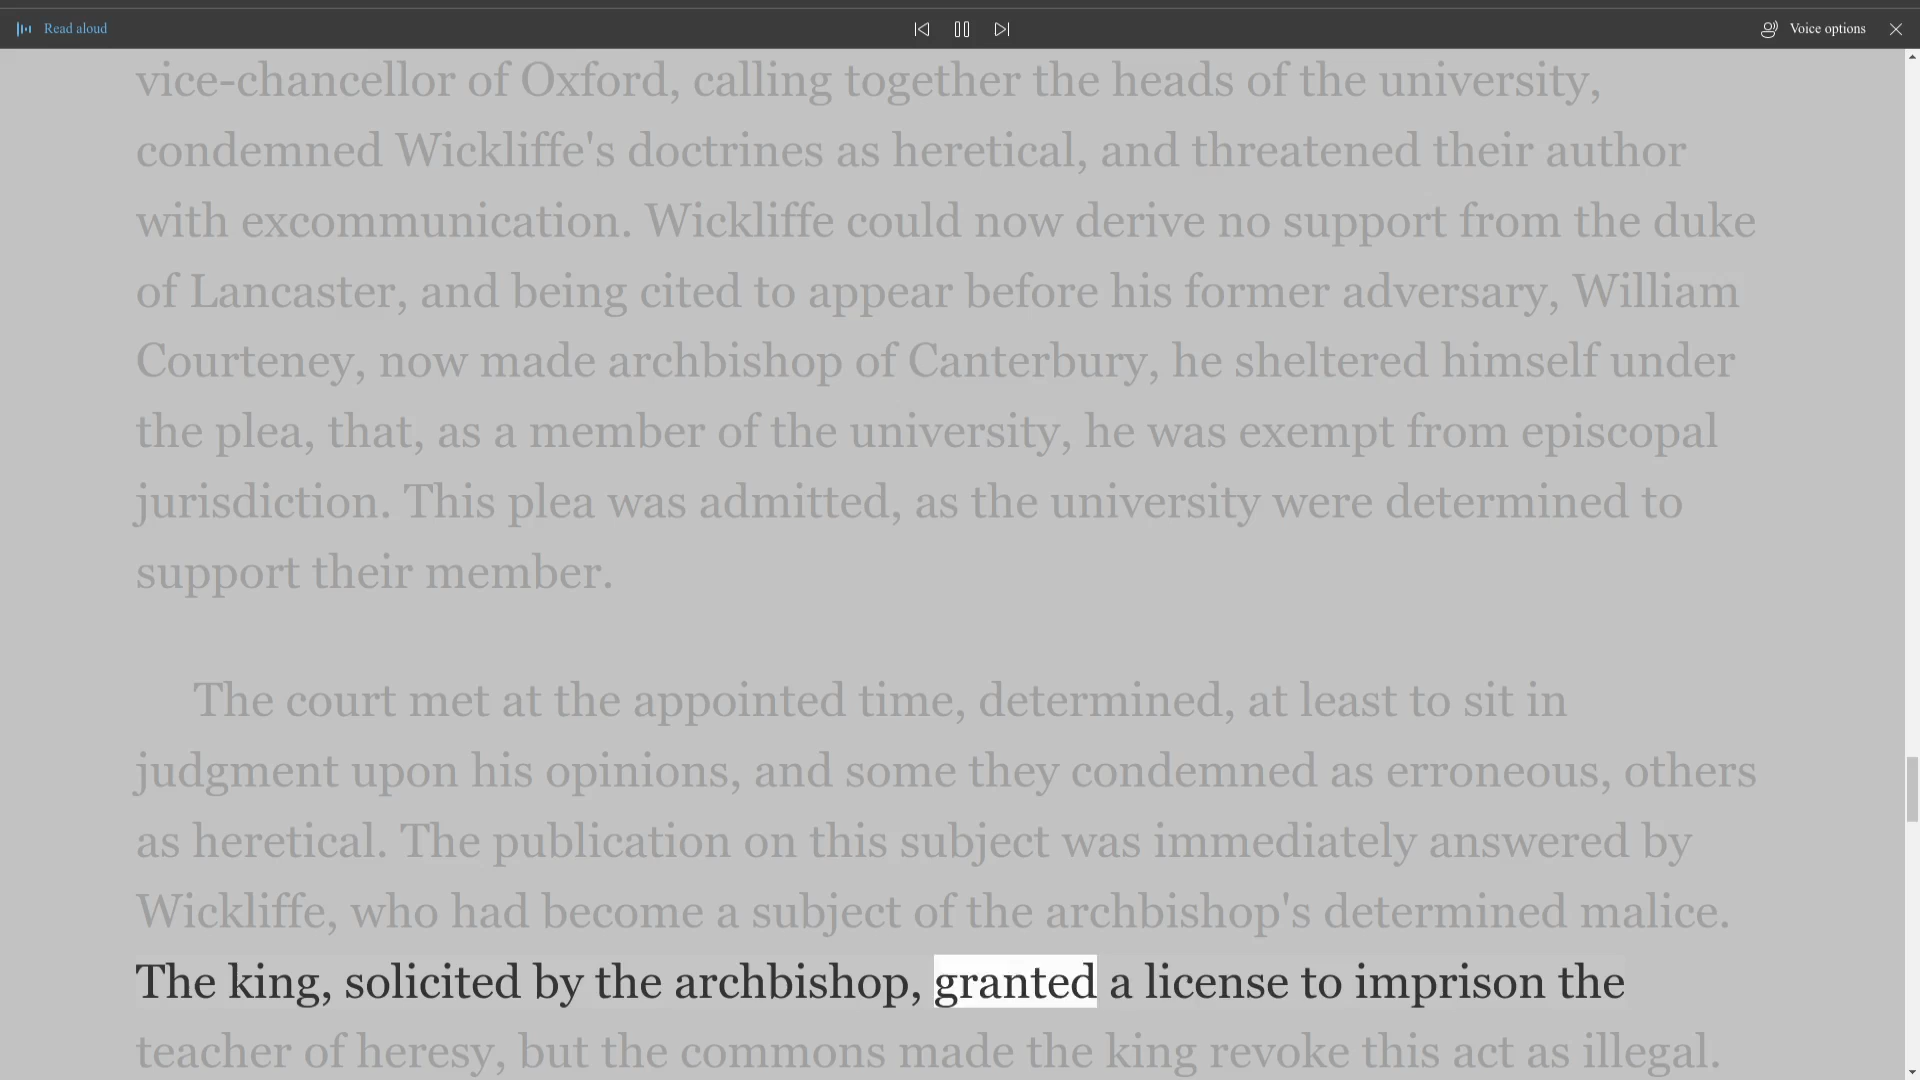 Read aloud
Voice options
vice-chancellor of Oxford, calling together the heads of the university,
condemned Wickliffe's doctrines as heretical, and threatened their author
with excommunication. Wickliffe could now derive no support from the duke
of Lancaster, and being cited to appear before his former adversary, William
Courteney, now made archbishop of Canterbury, he sheltered himself under
the plea, that, as a member of the university, he was exempt from episcopal
jurisdiction. This plea was admitted, as the university were determined to
support their member.
The court met at the appointed time, determined, at least to sit in
judgment upon his opinions, and some they condemned as erroneous, others
as heretical. The publication on this subject was immediately answered by
Wickliffe, who had become a subject of the archbishop's determined malice.
The king, solicited by the archbishop, granted a license to imprison the
teacher of heresy, but the commons made the king revoke this act as illegal.